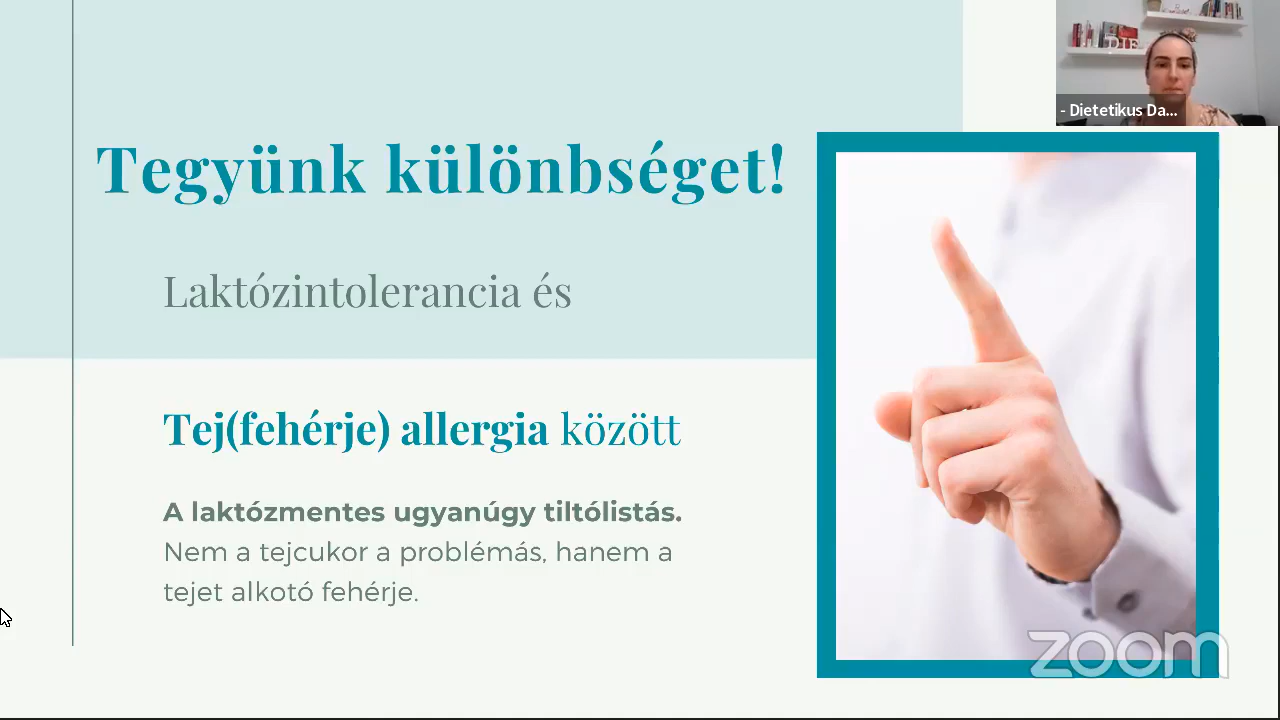 Tegyünk különbséget!
Laktózintolerancia és
Tej(fehérje) allergia között
A laktózmentes ugyanúgy tiltólistás.
Nem a tejcukor a problémás, hanem a
tejet alkotó fehérje.
DIE
- Dietetikus Da...
zoom